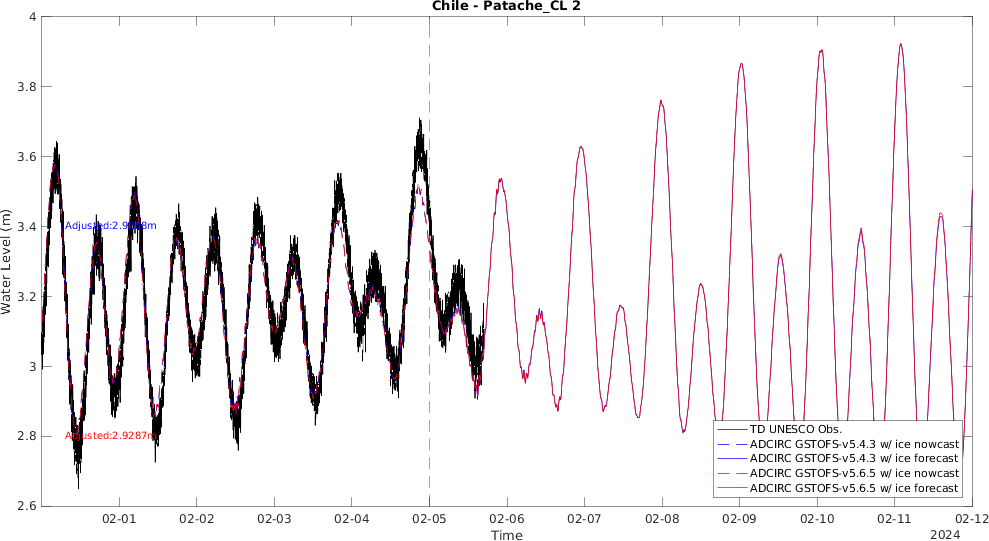 Chile - Patache_CL 2
4
3.8
3.6
3.4
3.2
3
2.8
2.6
Water Level (m)
Adjusted:2.9287m
TD UNESCO Obs.
ADCIRC GSTOFS-v5.4.3 w/ ice nowcast
ADCIRC GSTOFS-v5.4.3 w/ ice forecast
ADCIRC GSTOFS-v5.6.5 w/ ice nowcast
ADCIRC GSTOFS-v5.6.5 w/ ice forecast
02-01 02-02 02-03 02-04 02-05 02-06 02-07 02-08 02-09 02-10 02-11 02-12
Time
2024